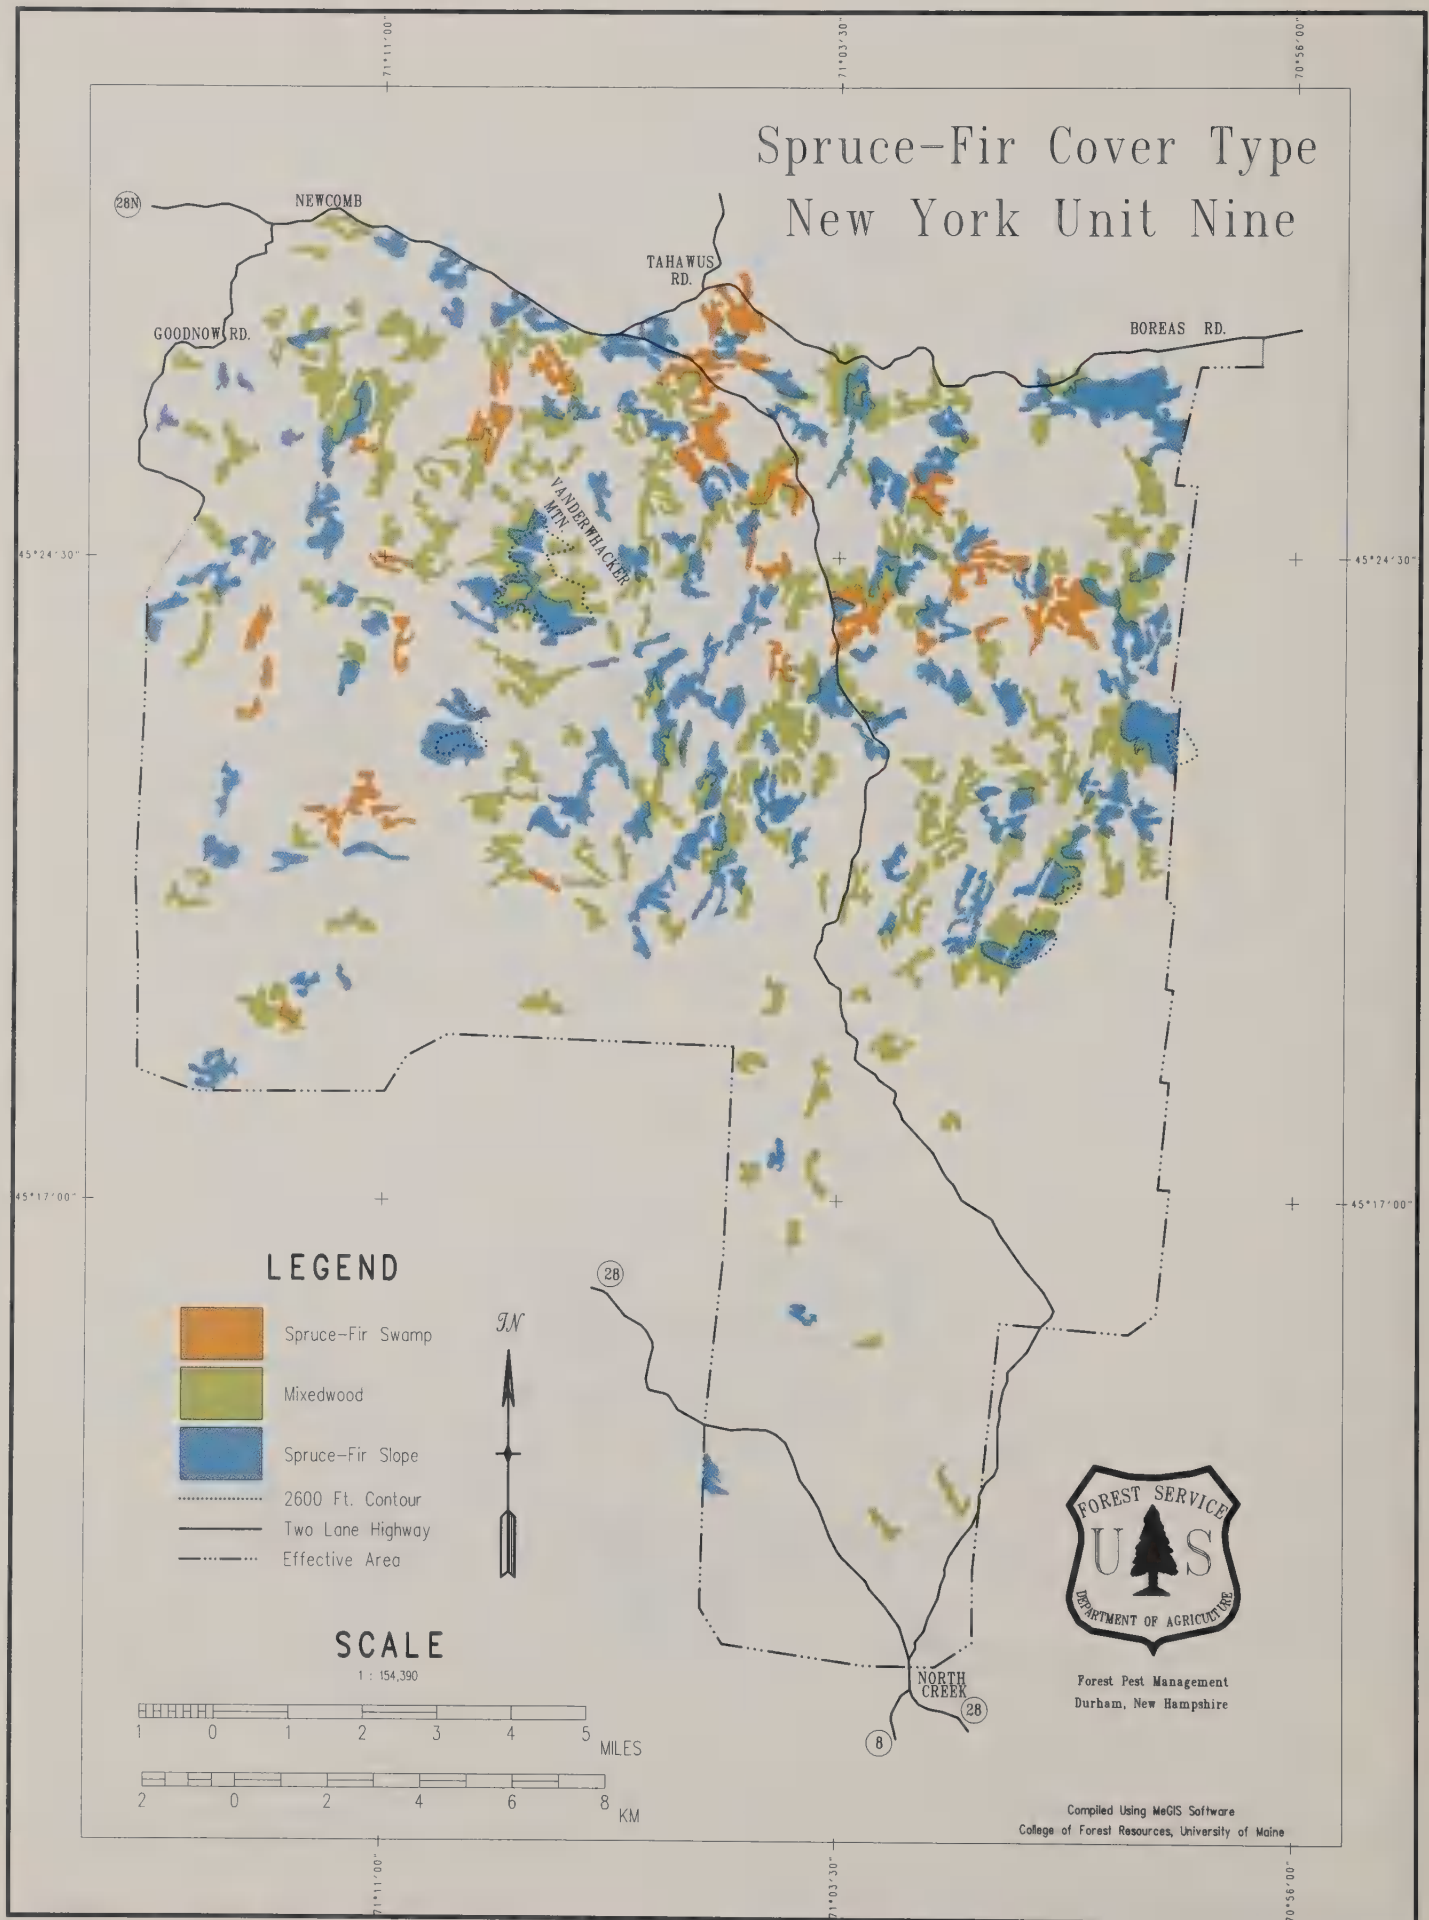 71°11'00"
71°03'30"
70°56'00"
Spruce-Fir Cover Type
New York Unit Nine
28N
NEWCOMB
TAHAWUS
RD.
GOODNOW RD.
BOREAS RD.
VANDERWHACKER
MTN.
45°24'30"
45°24'30"
45°17'00"
45°17'00"
LEGEND
Spruce-Fir Swamp
Mixedwood
Spruce-Fir Slope
2600 Ft. Contour
Two Lane Highway
Effective Area
TN
28
SCALE
1 : 154,390
1 0 1 2 3 4 5
MILES
2 0 2 4 6 8
KM
NORTH
CREEK
28
8
FOREST SERVICE
U S
DEPARTMENT OF AGRICULTURE
Forest Pest Management
Durham, New Hampshire
Compiled Using MeGIS Software
College of Forest Resources, University of Maine
71°11'00"
71°03'30"
70°56'00"